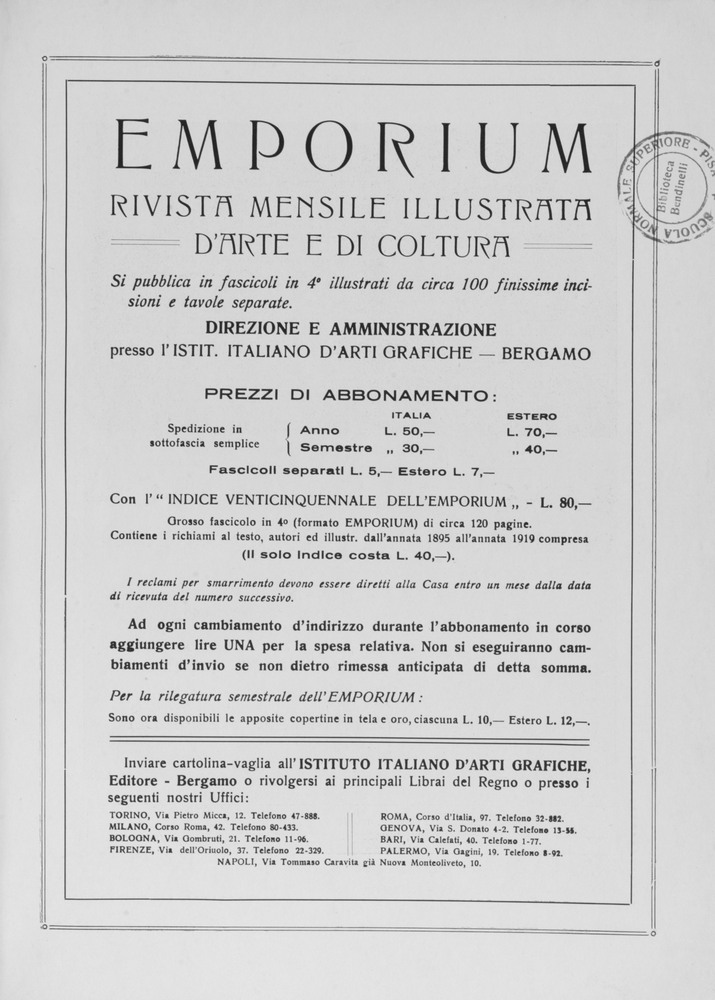 EMPORIUM
RIVISTA MENSILE ILLUSTRATA
D'ARTE E DI COLTURA
Si pubblica in fascicoli in 4º illustrati da circa 100 finissime inci-
sioni e tavole separate.
DIREZIONE E AMMINISTRAZIONE
presso l'ISTIT. ITALIANO D'ARTI GRAFICHE — BERGAMO
PREZZI DI ABBONAMENTO:
ITALIA ESTERO
Spedizione in sottofascia semplice { Anno L. 50,— L. 70,—
Semestre „ 30,— „ 40,—
Fascicoli separati L. 5,— Estero L. 7,—
Con l'“ INDICE VENTICINQUENNALE DELL'EMPORIUM „ - L. 80,—
Grosso fascicolo in 4º (formato EMPORIUM) di circa 120 pagine.
Contiene i richiami al testo, autori ed illustr. dall'annata 1895 all'annata 1919 compresa
(Il solo Indice costa L. 40,—).
I reclami per smarrimento devono essere diretti alla Casa entro un mese dalla data
di ricevuta del numero successivo.
Ad ogni cambiamento d'indirizzo durante l'abbonamento in corso
aggiungere lire UNA per la spesa relativa. Non si eseguiranno cam-
biamenti d'invio se non dietro rimessa anticipata di detta somma.
Per la rilegatura semestrale dell'EMPORIUM :
Sono ora disponibili le apposite copertine in tela e oro, ciascuna L. 10,— Estero L. 12,—.
Inviare cartolina-vaglia all'ISTITUTO ITALIANO D'ARTI GRAFICHE,
Editore - Bergamo o rivolgersi ai principali Librai del Regno o presso i
seguenti nostri Uffici:
TORINO, Via Pietro Micca, 12. Telefono 47-888.
MILANO, Corso Roma, 42. Telefono 80-433.
BOLOGNA, Via Gombruti, 21. Telefono 11-96.
FIRENZE, Via dell'Oriuolo, 37. Telefono 22-329.
ROMA, Corso d'Italia, 97. Telefono 32-882.
GENOVA, Via S. Donato 4-2. Telefono 13-55.
BARI, Via Calefati, 40. Telefono 1-77.
PALERMO, Via Gagini, 19. Telefono 8-92.
NAPOLI, Via Tommaso Caravita già Nuova Monteoliveto, 10.
SCUOLA NORMALE SUPERIORE - PISA
Biblioteca
Bendinelli